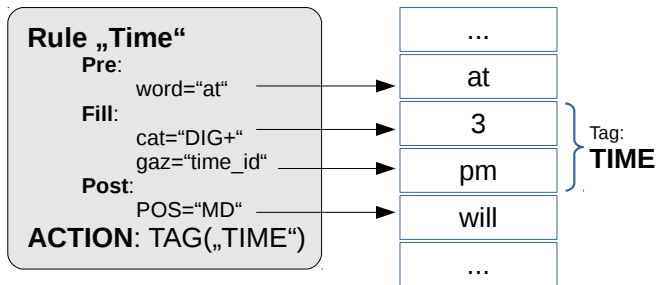 Rule „Time“
Pre:
word=“at“
Fill:
cat=“DIG+“
gaz=“time_id“
Post:
POS=“MD“
ACTION: TAG(„TIME“)
...
at
3
pm
will
...
Tag:
TIME